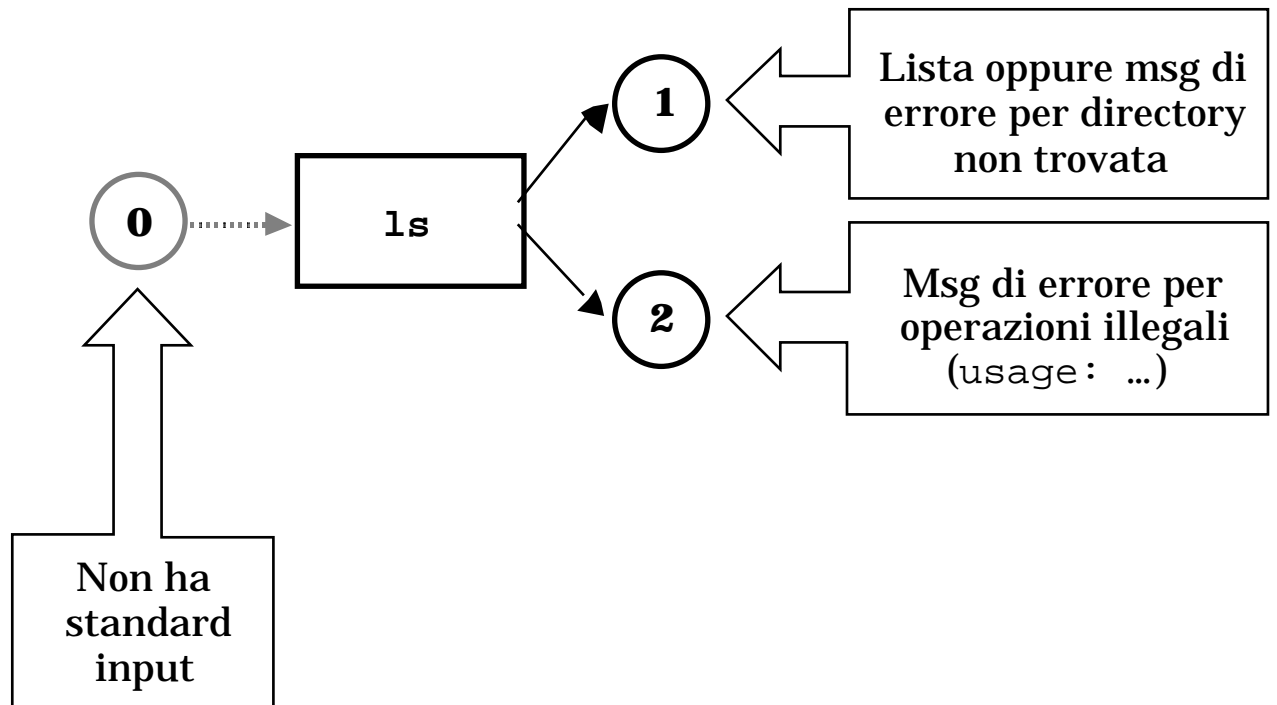 1
Lista oppure msg di
errore per directory
non trovata
0
ls
2
Msg di errore per
operazioni illegali
(usage: …)
Non ha
standard
input